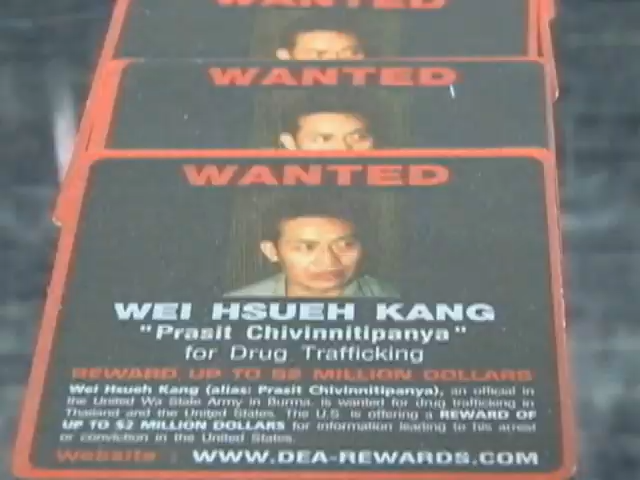 WANTED
WANTED
WANTED
WEI HSUEH KANG
"Prasit Chivinnitipanya"
for Drug Trafficking
REWARD UP TO $2 MILLION DOLLARS
Wei Hsueh Kang (alias: Prasit Chivinnitipanya), an official in
the United Wa State Army in Burma, is wanted for drug trafficking in
Thailand and the United States. The U.S. is offering a REWARD OF
UP TO $2 MILLION DOLLARS for information leading to his arrest
or conviction in the United States.
Website : WWW.DEA-REWARDS.COM